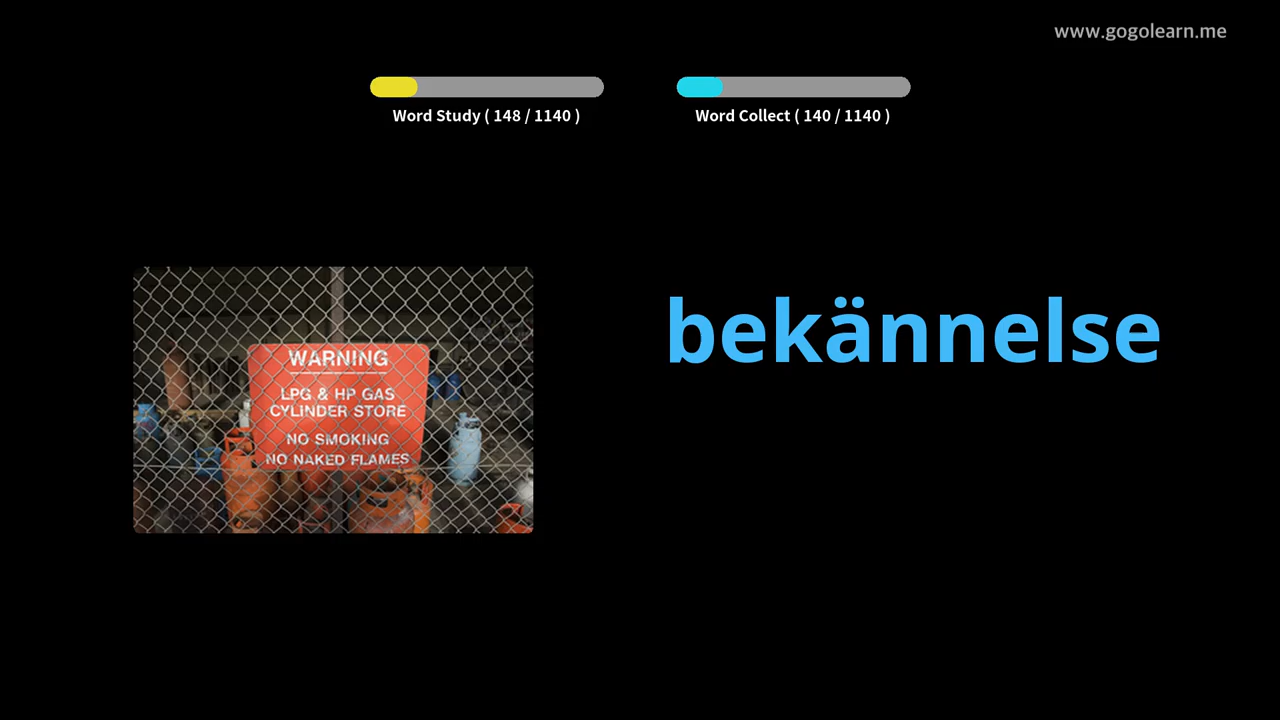 www.gogolearn.me
Word Study ( 148 / 1140 )
Word Collect ( 140 / 1140 )
bekännelse
WARNING
LPG & HP GAS
CYLINDER STORE
NO SMOKING
NO NAKED FLAMES